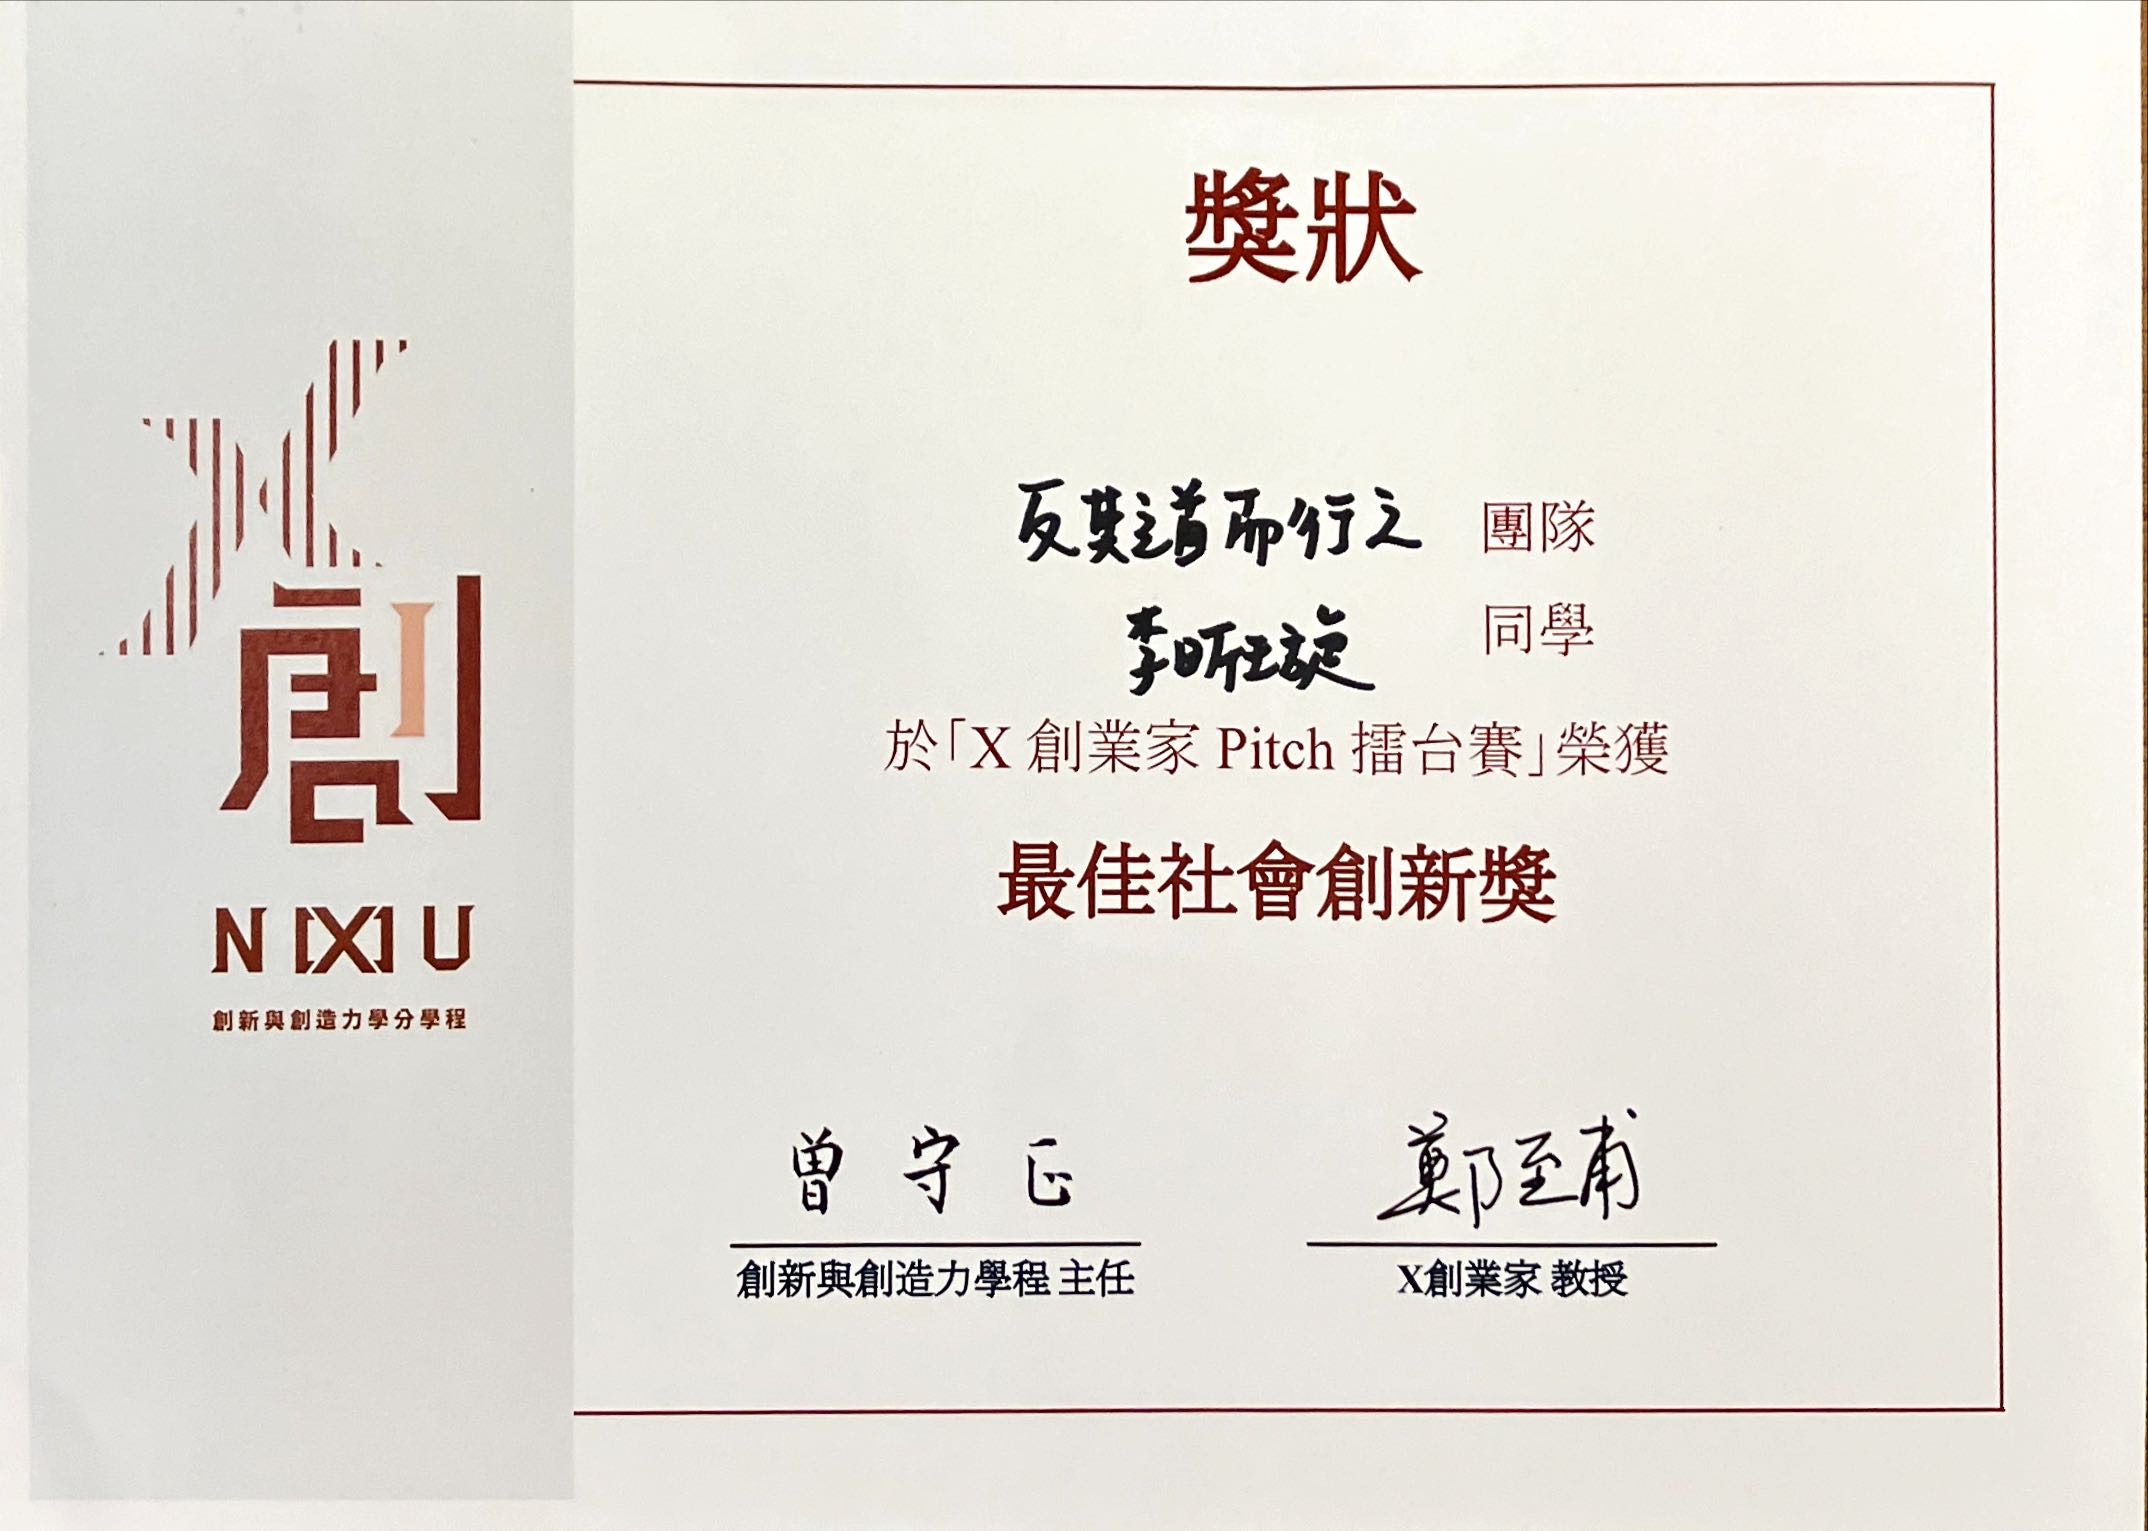 獎狀
反其道而行之 團隊
李昕璇 同學
於「X 創業家 Pitch 擂台賽」榮獲
最佳社會創新獎
創
N[X]U
創新與創造力學分學程
曾守正
創新與創造力學程 主任
鄭至甫
X創業家 教授